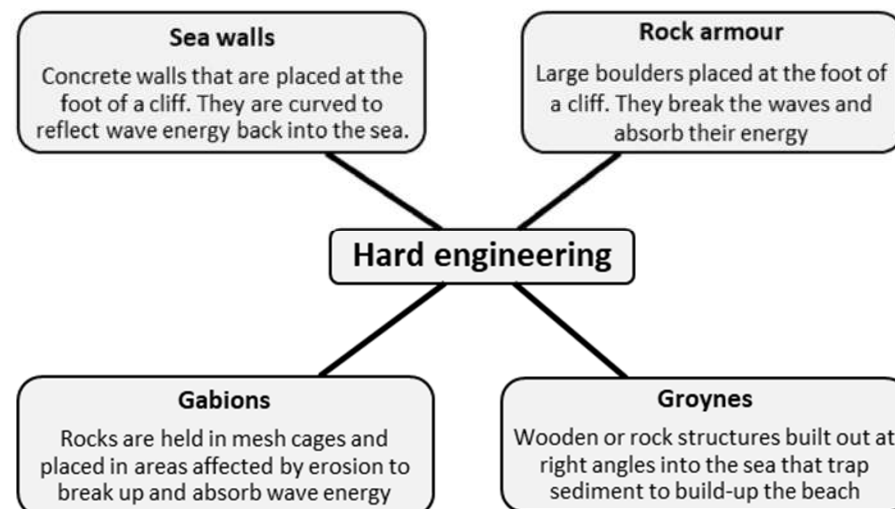 Sea walls
Concrete walls that are placed at the
foot of a cliff. They are curved to
reflect wave energy back into the sea.
Rock armour
Large boulders placed at the foot of
a cliff. They break the waves and
absorb their energy
Hard engineering
Gabions
Rocks are held in mesh cages and
placed in areas affected by erosion to
break up and absorb wave energy
Groynes
Wooden or rock structures built out at
right angles into the sea that trap
sediment to build-up the beach